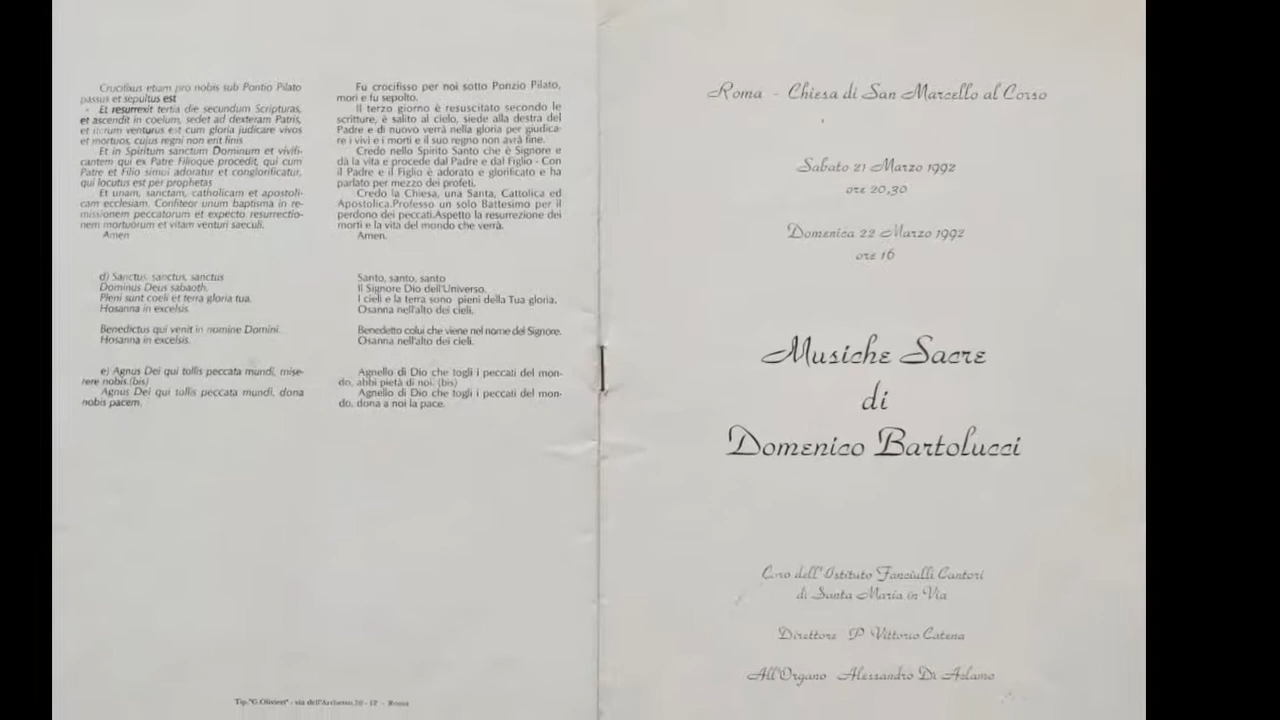 Crucifixus etiam pro nobis sub Pontio Pilato
passus et sepultus est
Et resurrexit tertia die secundum Scripturas,
et ascendit in coelum, sedet ad dexteram Patris,
et iterum venturus est cum gloria judicare vivos
et mortuos, cujus regni non erit finis
Et in Spiritum sanctum Dominum et vivifi-
cantem qui ex Patre Filioque procedit, qui cum
Patre et Filio simul adoratur et conglorificatur,
qui locutus est per prophetas
Et unam, sanctam, catholicam et apostoli-
cam ecclesiam. Confiteor unum baptisma in re-
missionem peccatorum et expecto resurrectio-
nem mortuorum et vitam venturi saeculi.
Amen
d) Sanctus, sanctus, sanctus
Dominus Deus sabaoth.
Pleni sunt coeli et terra gloria tua.
Hosanna in excelsis.
Benedictus qui venit in nomine Domini.
Hosanna in excelsis.
e) Agnus Dei qui tollis peccata mundi, mise-
rere nobis.(bis)
Agnus Dei qui tollis peccata mundi, dona
nobis pacem.
Fu crocifisso per noi sotto Ponzio Pilato,
mori e fu sepolto.
Il terzo giorno è resuscitato secondo le
scritture, è salito al cielo, siede alla destra del
Padre e di nuovo verrà nella gloria per giudica-
re i vivi e i morti e il suo regno non avrà fine.
Credo nello Spirito Santo che è Signore e
dà la vita e procede dal Padre e dal Figlio - Con
il Padre e il Figlio è adorato e glorificato e ha
parlato per mezzo dei profeti.
Credo la Chiesa, una Santa, Cattolica ed
Apostolica.Professo un solo Battesimo per il
perdono dei peccati.Aspetto la resurrezione dei
morti e la vita del mondo che verrà.
Amen.
Santo, santo, santo
Il Signore Dio dell'Universo.
I cieli e la terra sono pieni della Tua gloria.
Osanna nell'alto dei cieli.
Benedetto colui che viene nel nome del Signore.
Osanna nell'alto dei cieli.
Agnello di Dio che togli i peccati del mon-
do, abbi pietà di noi. (bis)
Agnello di Dio che togli i peccati del mon-
do, dona a noi la pace.
Tip."G.Olivieri" - via dell'Archetto,10 - 12 - Roma
Roma - Chiesa di San Marcello al Corso
Sabato 21 Marzo 1992
ore 20,30
Domenica 22 Marzo 1992
ore 16
Musiche Sacre
di
Domenico Bartolucci
Coro dell'Istituto Fanciulli Cantori
di Santa Maria in Via
Direttore P Vittorio Catena
All'Organo Alessandro Di Adamo